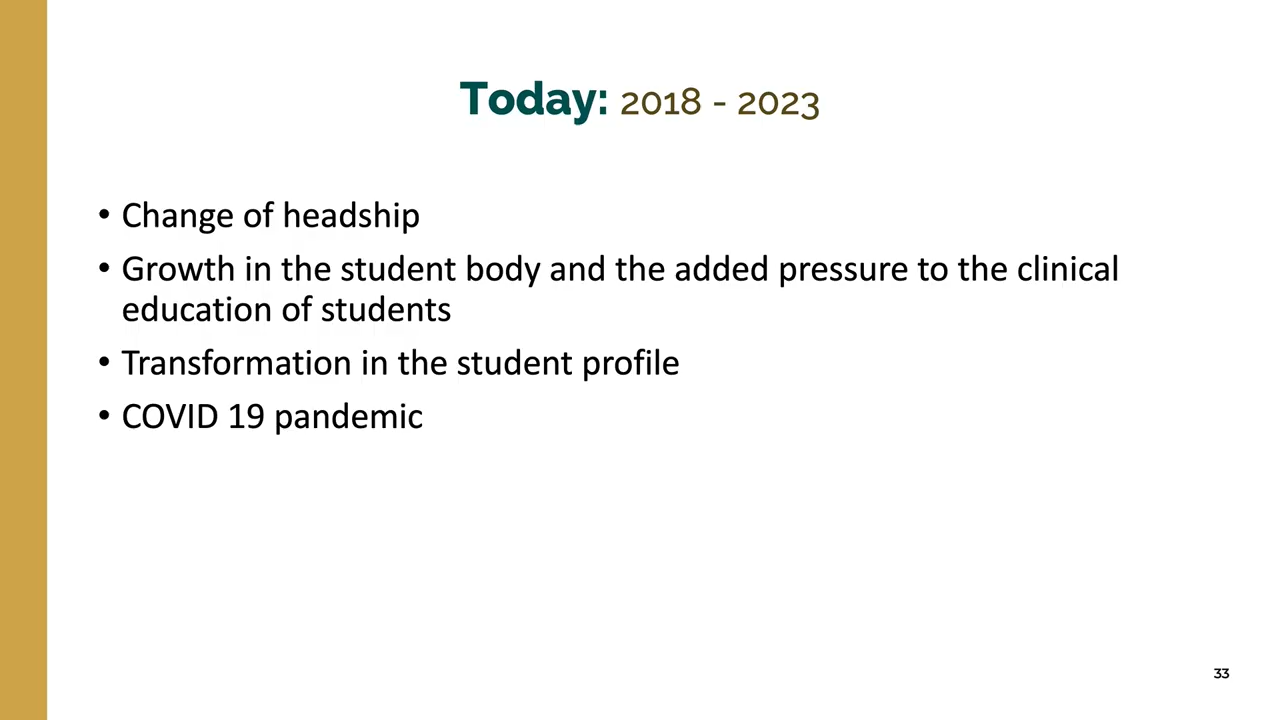 Today: 2018 - 2023
• Change of headship
• Growth in the student body and the added pressure to the clinical
education of students
• Transformation in the student profile
• COVID 19 pandemic
33